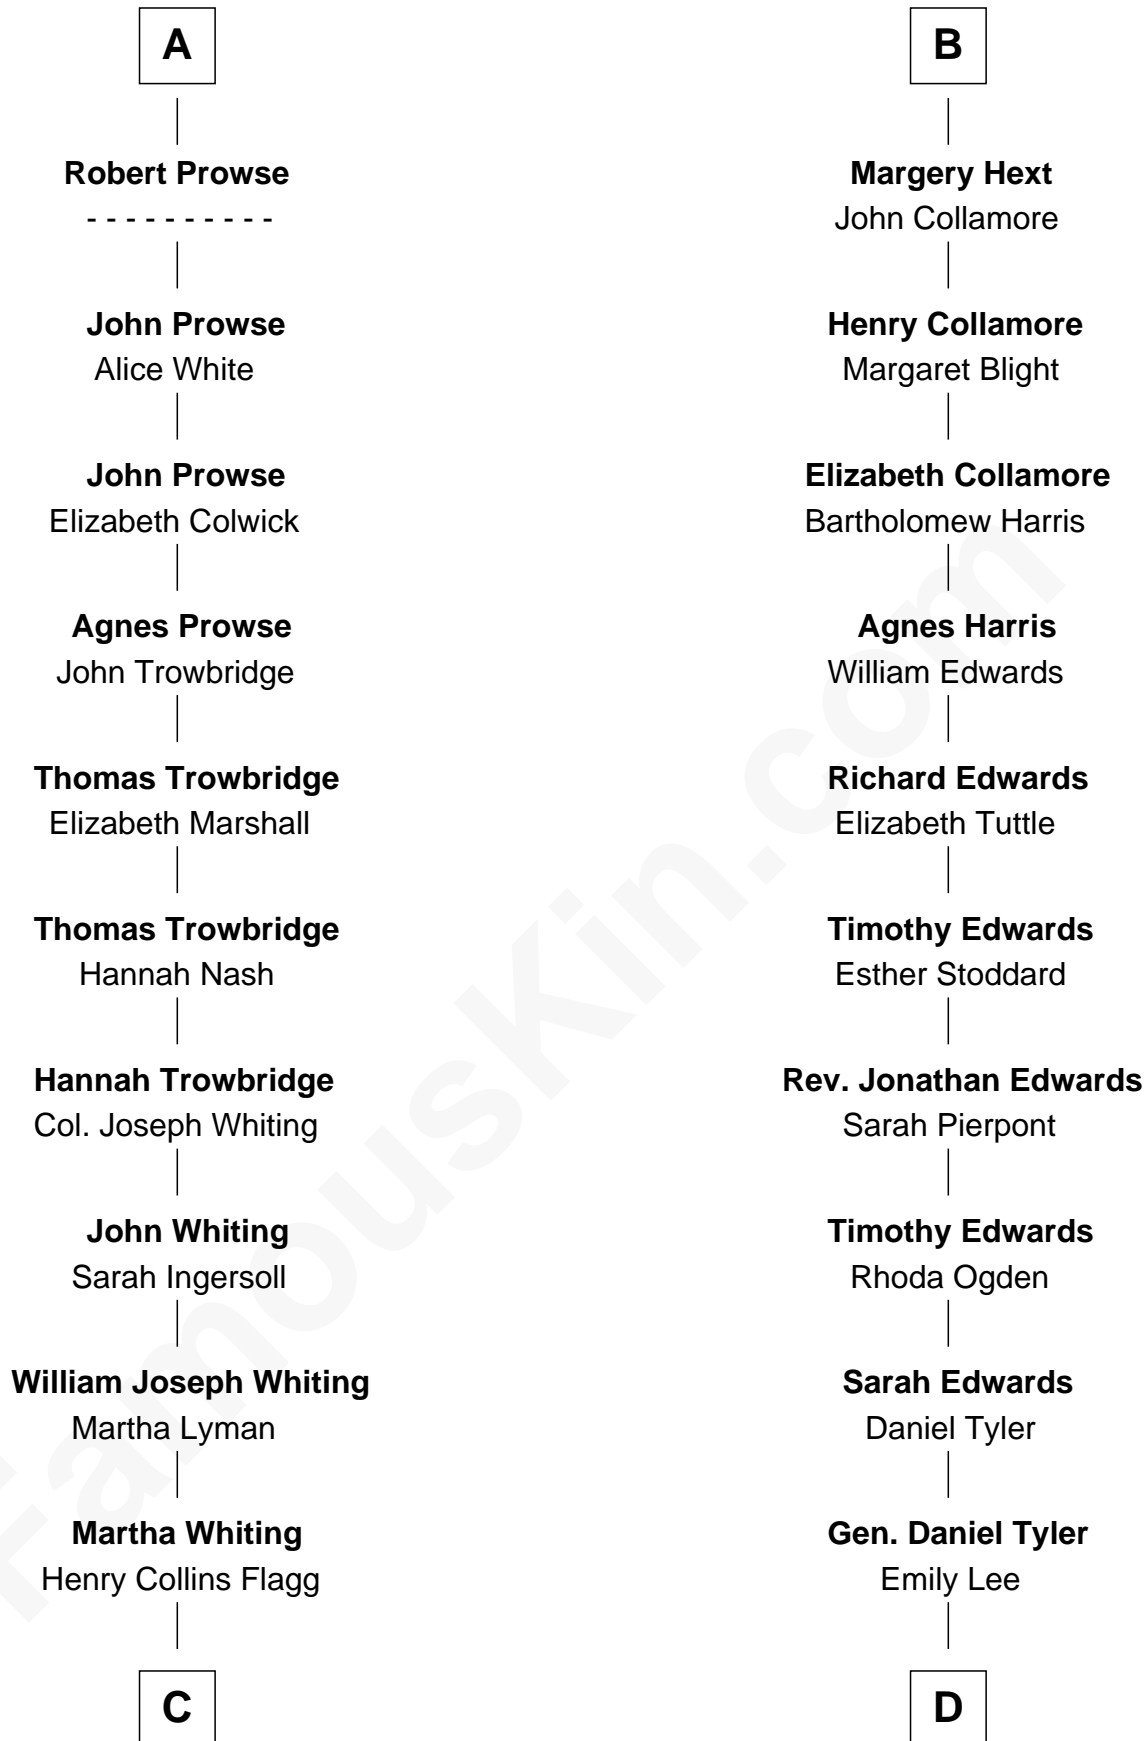 A
Robert Prowse
- - - - - - - - - -
John Prowse
Alice White
John Prowse
Elizabeth Colwick
Agnes Prowse
John Trowbridge
Thomas Trowbridge
Elizabeth Marshall
Thomas Trowbridge
Hannah Nash
Hannah Trowbridge
Col. Joseph Whiting
John Whiting
Sarah Ingersoll
William Joseph Whiting
Martha Lyman
Martha Whiting
Henry Collins Flagg
C
B
Margery Hext
John Collamore
Henry Collamore
Margaret Blight
Elizabeth Collamore
Bartholomew Harris
Agnes Harris
William Edwards
Richard Edwards
Elizabeth Tuttle
Timothy Edwards
Esther Stoddard
Rev. Jonathan Edwards
Sarah Pierpont
Timothy Edwards
Rhoda Ogden
Sarah Edwards
Daniel Tyler
Gen. Daniel Tyler
Emily Lee
D
FamousKin.com